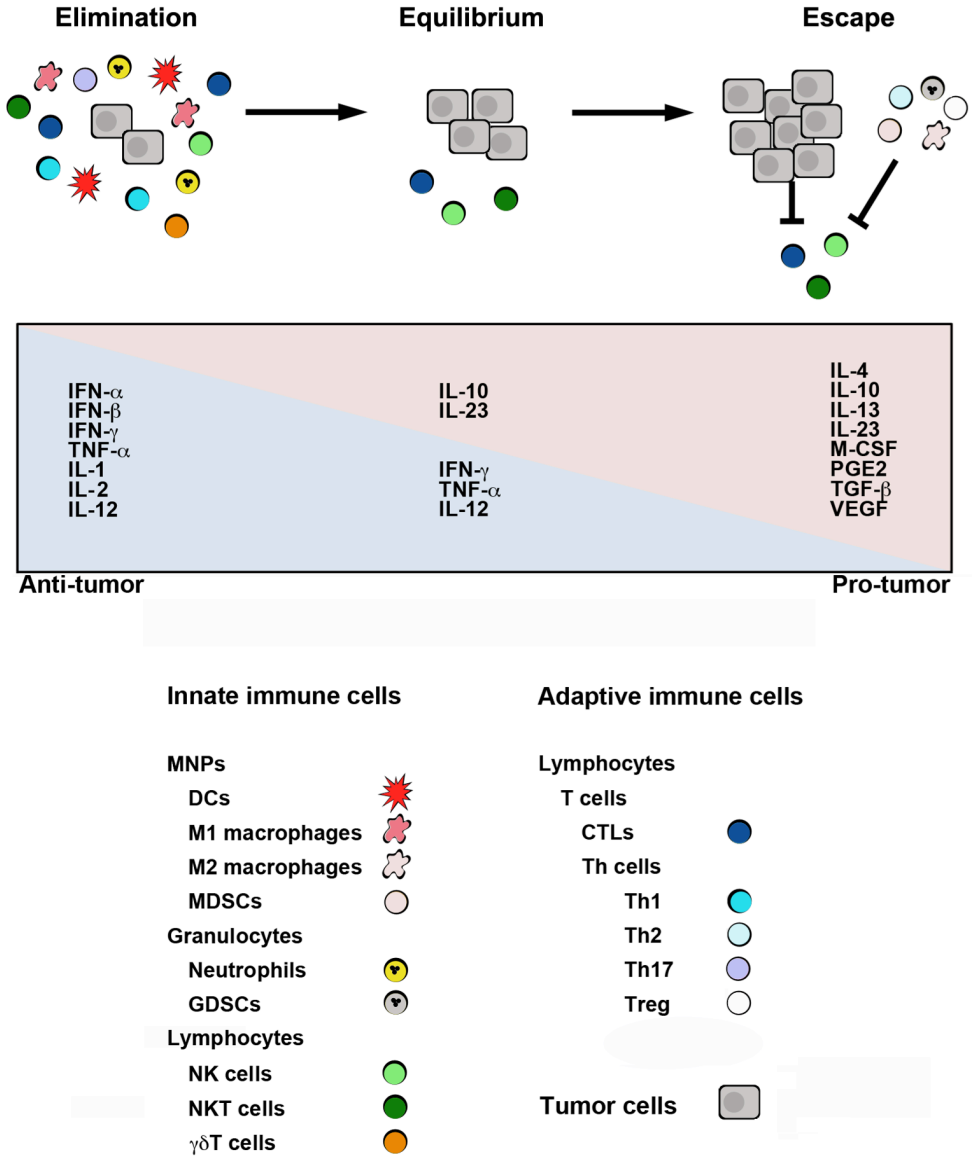 Elimination
Equilibrium
Escape
IFN-α
IFN-β
IFN-γ
TNF-α
IL-1
IL-2
IL-12
IL-10
IL-23
IFN-γ
TNF-α
IL-12
IL-4
IL-10
IL-13
IL-23
M-CSF
PGE2
TGF-β
VEGF
Anti-tumor
Pro-tumor
Innate immune cells
MNPs
DCs
M1 macrophages
M2 macrophages
MDSCs
Granulocytes
Neutrophils
GDSCs
Lymphocytes
NK cells
NKT cells
γδT cells
Adaptive immune cells
Lymphocytes
T cells
CTLs
Th cells
Th1
Th2
Th17
Treg
Tumor cells